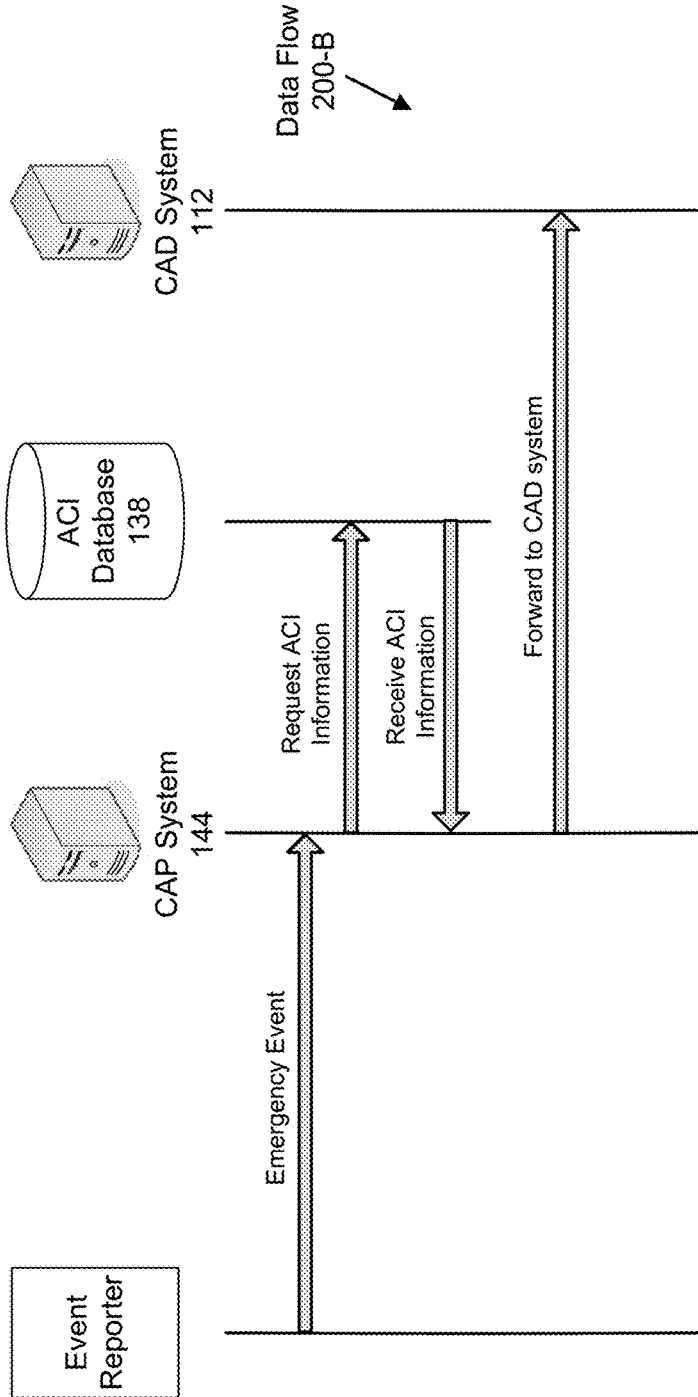 Event
Reporter
CAP System
144
ACI
Database
138
CAD System
112
Data Flow
200-B
Emergency Event
Request ACI
Information
Receive ACI
Information
Forward to CAD system